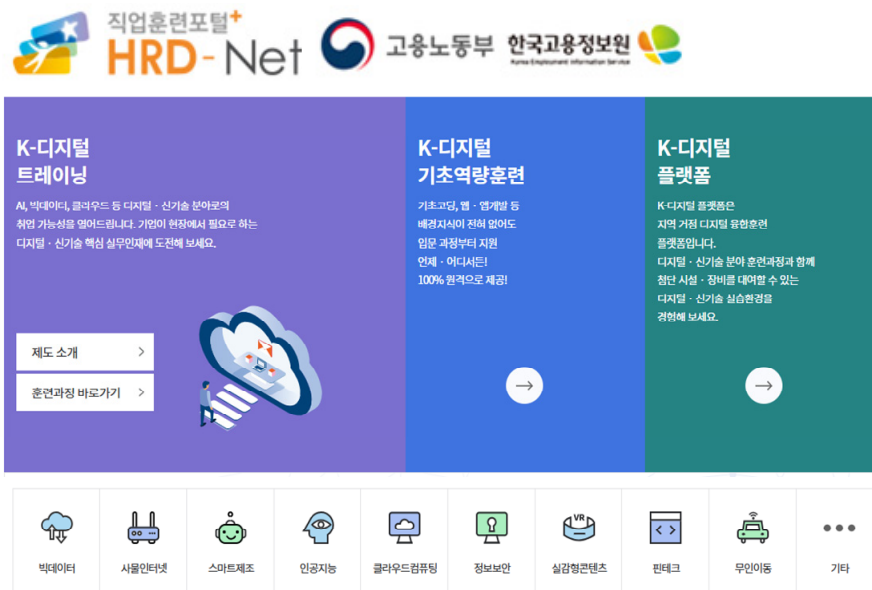 직업훈련포털+
HRD-Net
고용노동부
한국고용정보원
Korea Employment Information Service
K-디지털
트레이닝
AI, 빅데이터, 클라우드 등 디지털·신기술 분야로의
취업 가능성을 열어드립니다. 기업이 현장에서 필요로 하는
디지털·신기술 핵심 실무인재에 도전해 보세요.
제도 소개 >
훈련과정 바로가기 >
K-디지털
기초역량훈련
기초코딩, 웹·앱개발 등
배경지식이 전혀 없어도
입문 과정부터 지원
언제·어디서든!
100% 원격으로 제공!
K-디지털
플랫폼
K-디지털 플랫폼은
지역 거점 디지털 융합훈련
플랫폼입니다.
디지털·신기술 분야 훈련과정과 함께
첨단 시설·장비를 대여할 수 있는
디지털·신기술 실습환경을
경험해 보세요.
빅데이터
사물인터넷
스마트제조
인공지능
클라우드컴퓨팅
정보보안
VR
실감형콘텐츠
핀테크
무인이동
기타